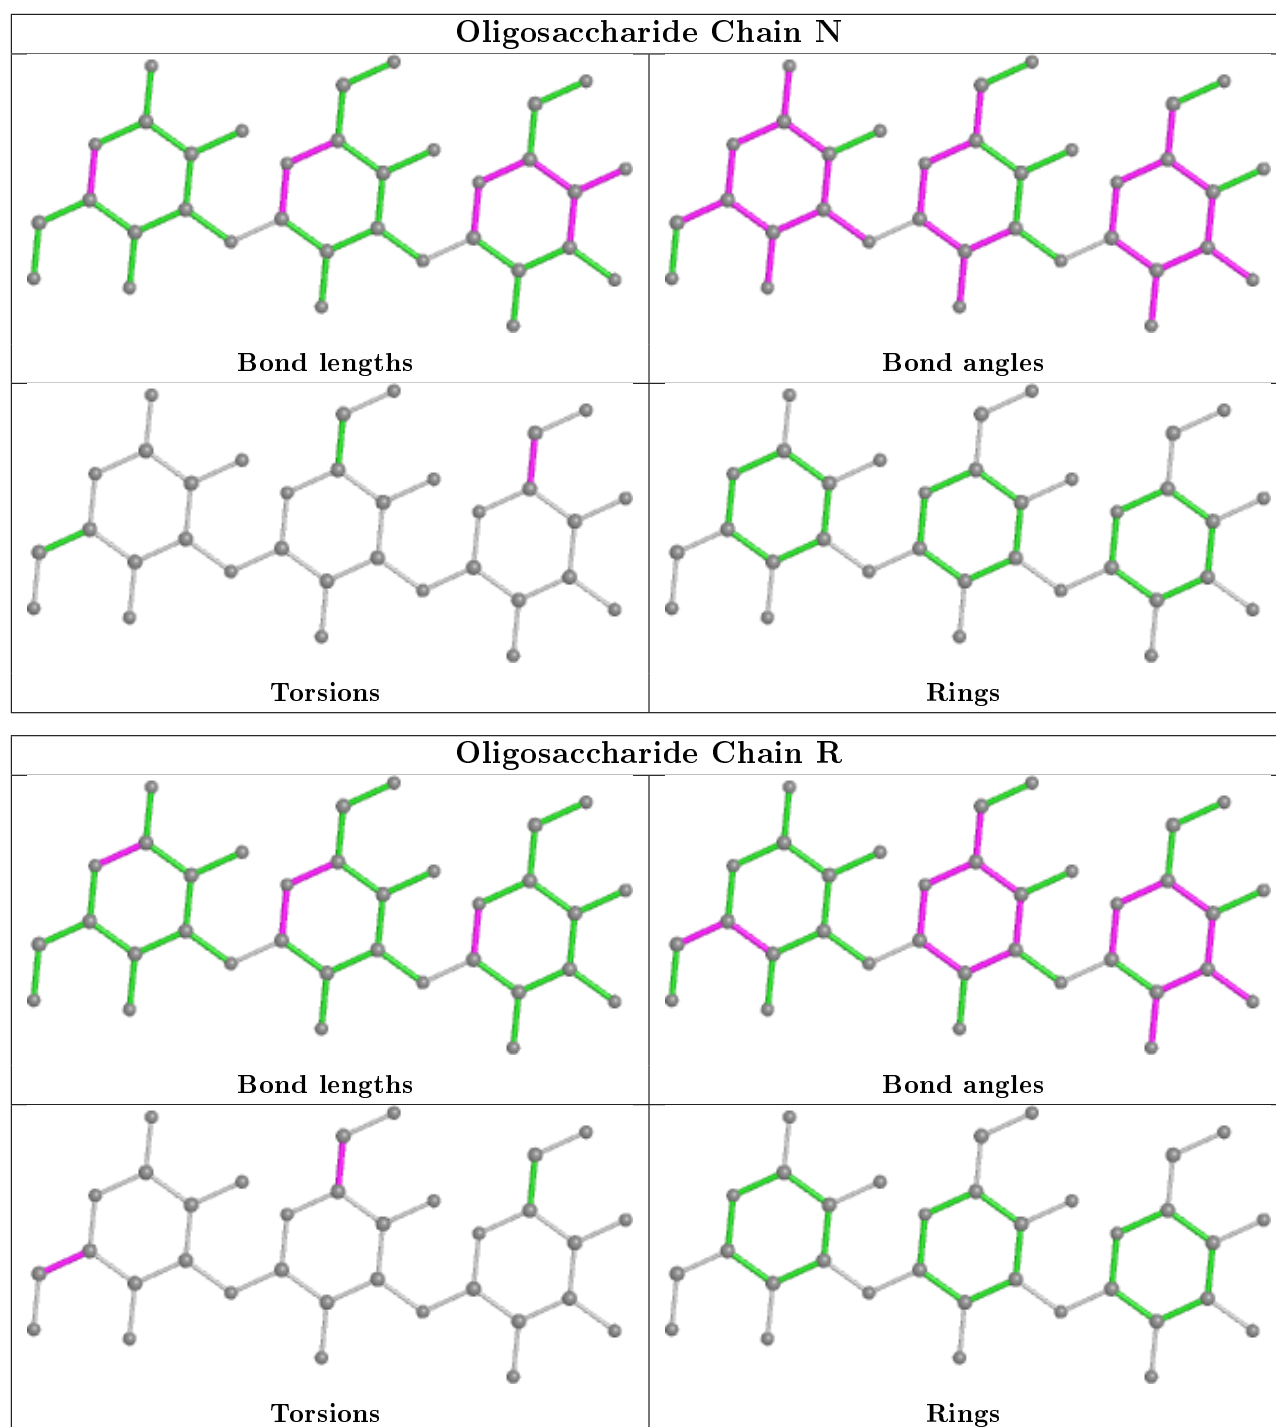 Oligosaccharide Chain N
Bond lengths
Bond angles
Torsions
Rings
Oligosaccharide Chain R
Bond lengths
Bond angles
Torsions
Rings